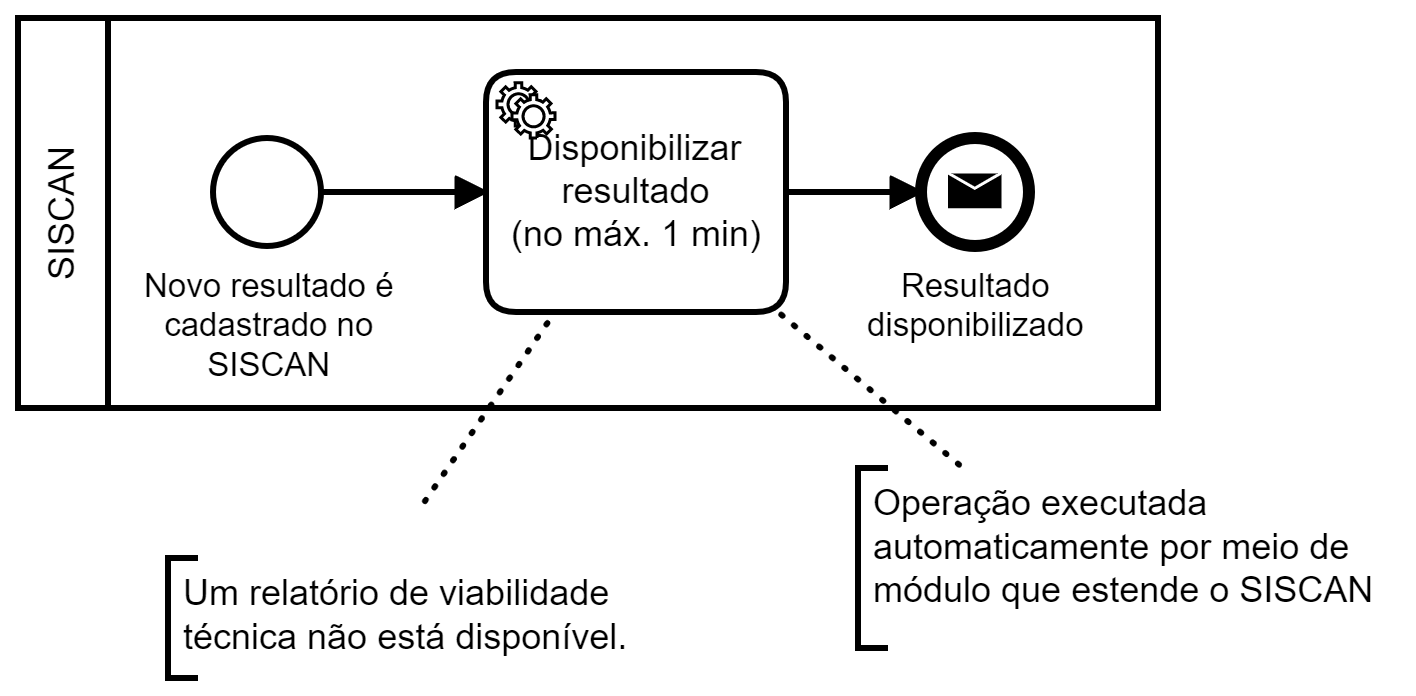 SISCAN
Disponibilizar
resultado
(no máx. 1 min)
Novo resultado é
cadastrado no
SISCAN
Resultado
disponibilizado
Operação executada
automaticamente por meio de
módulo que estende o SISCAN
Um relatório de viabilidade
técnica não está disponível.